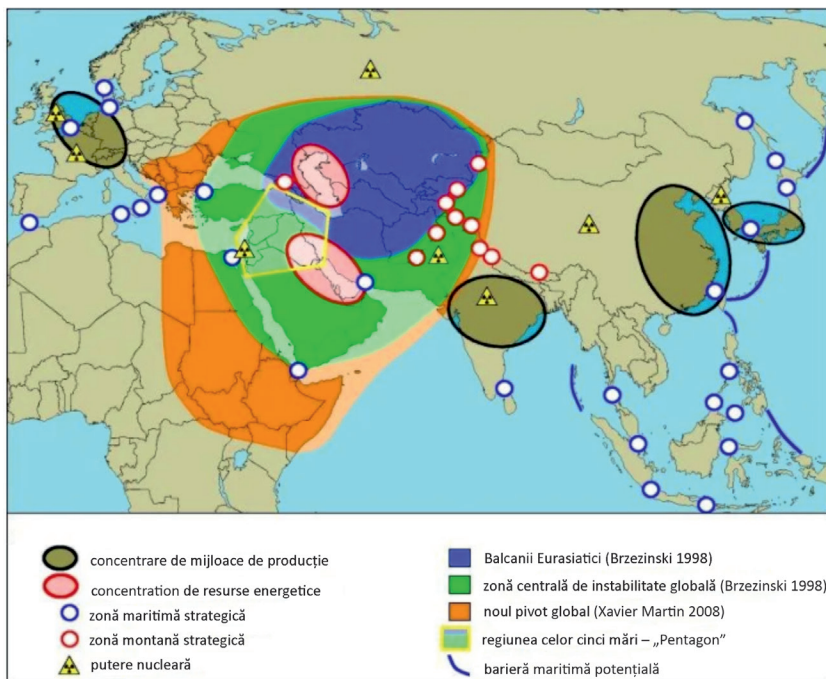 concentrare de mijloace de producție
concentration de resurse energetice
zonă maritimă strategică
zonă montană strategică
putere nucleară
Balcanii Eurasiatici (Brzezinski 1998)
zonă centrală de instabilitate globală (Brzezinski 1998)
noul pivot global (Xavier Martin 2008)
regiunea celor cinci mări – „Pentagon”
barieră maritimă potențială